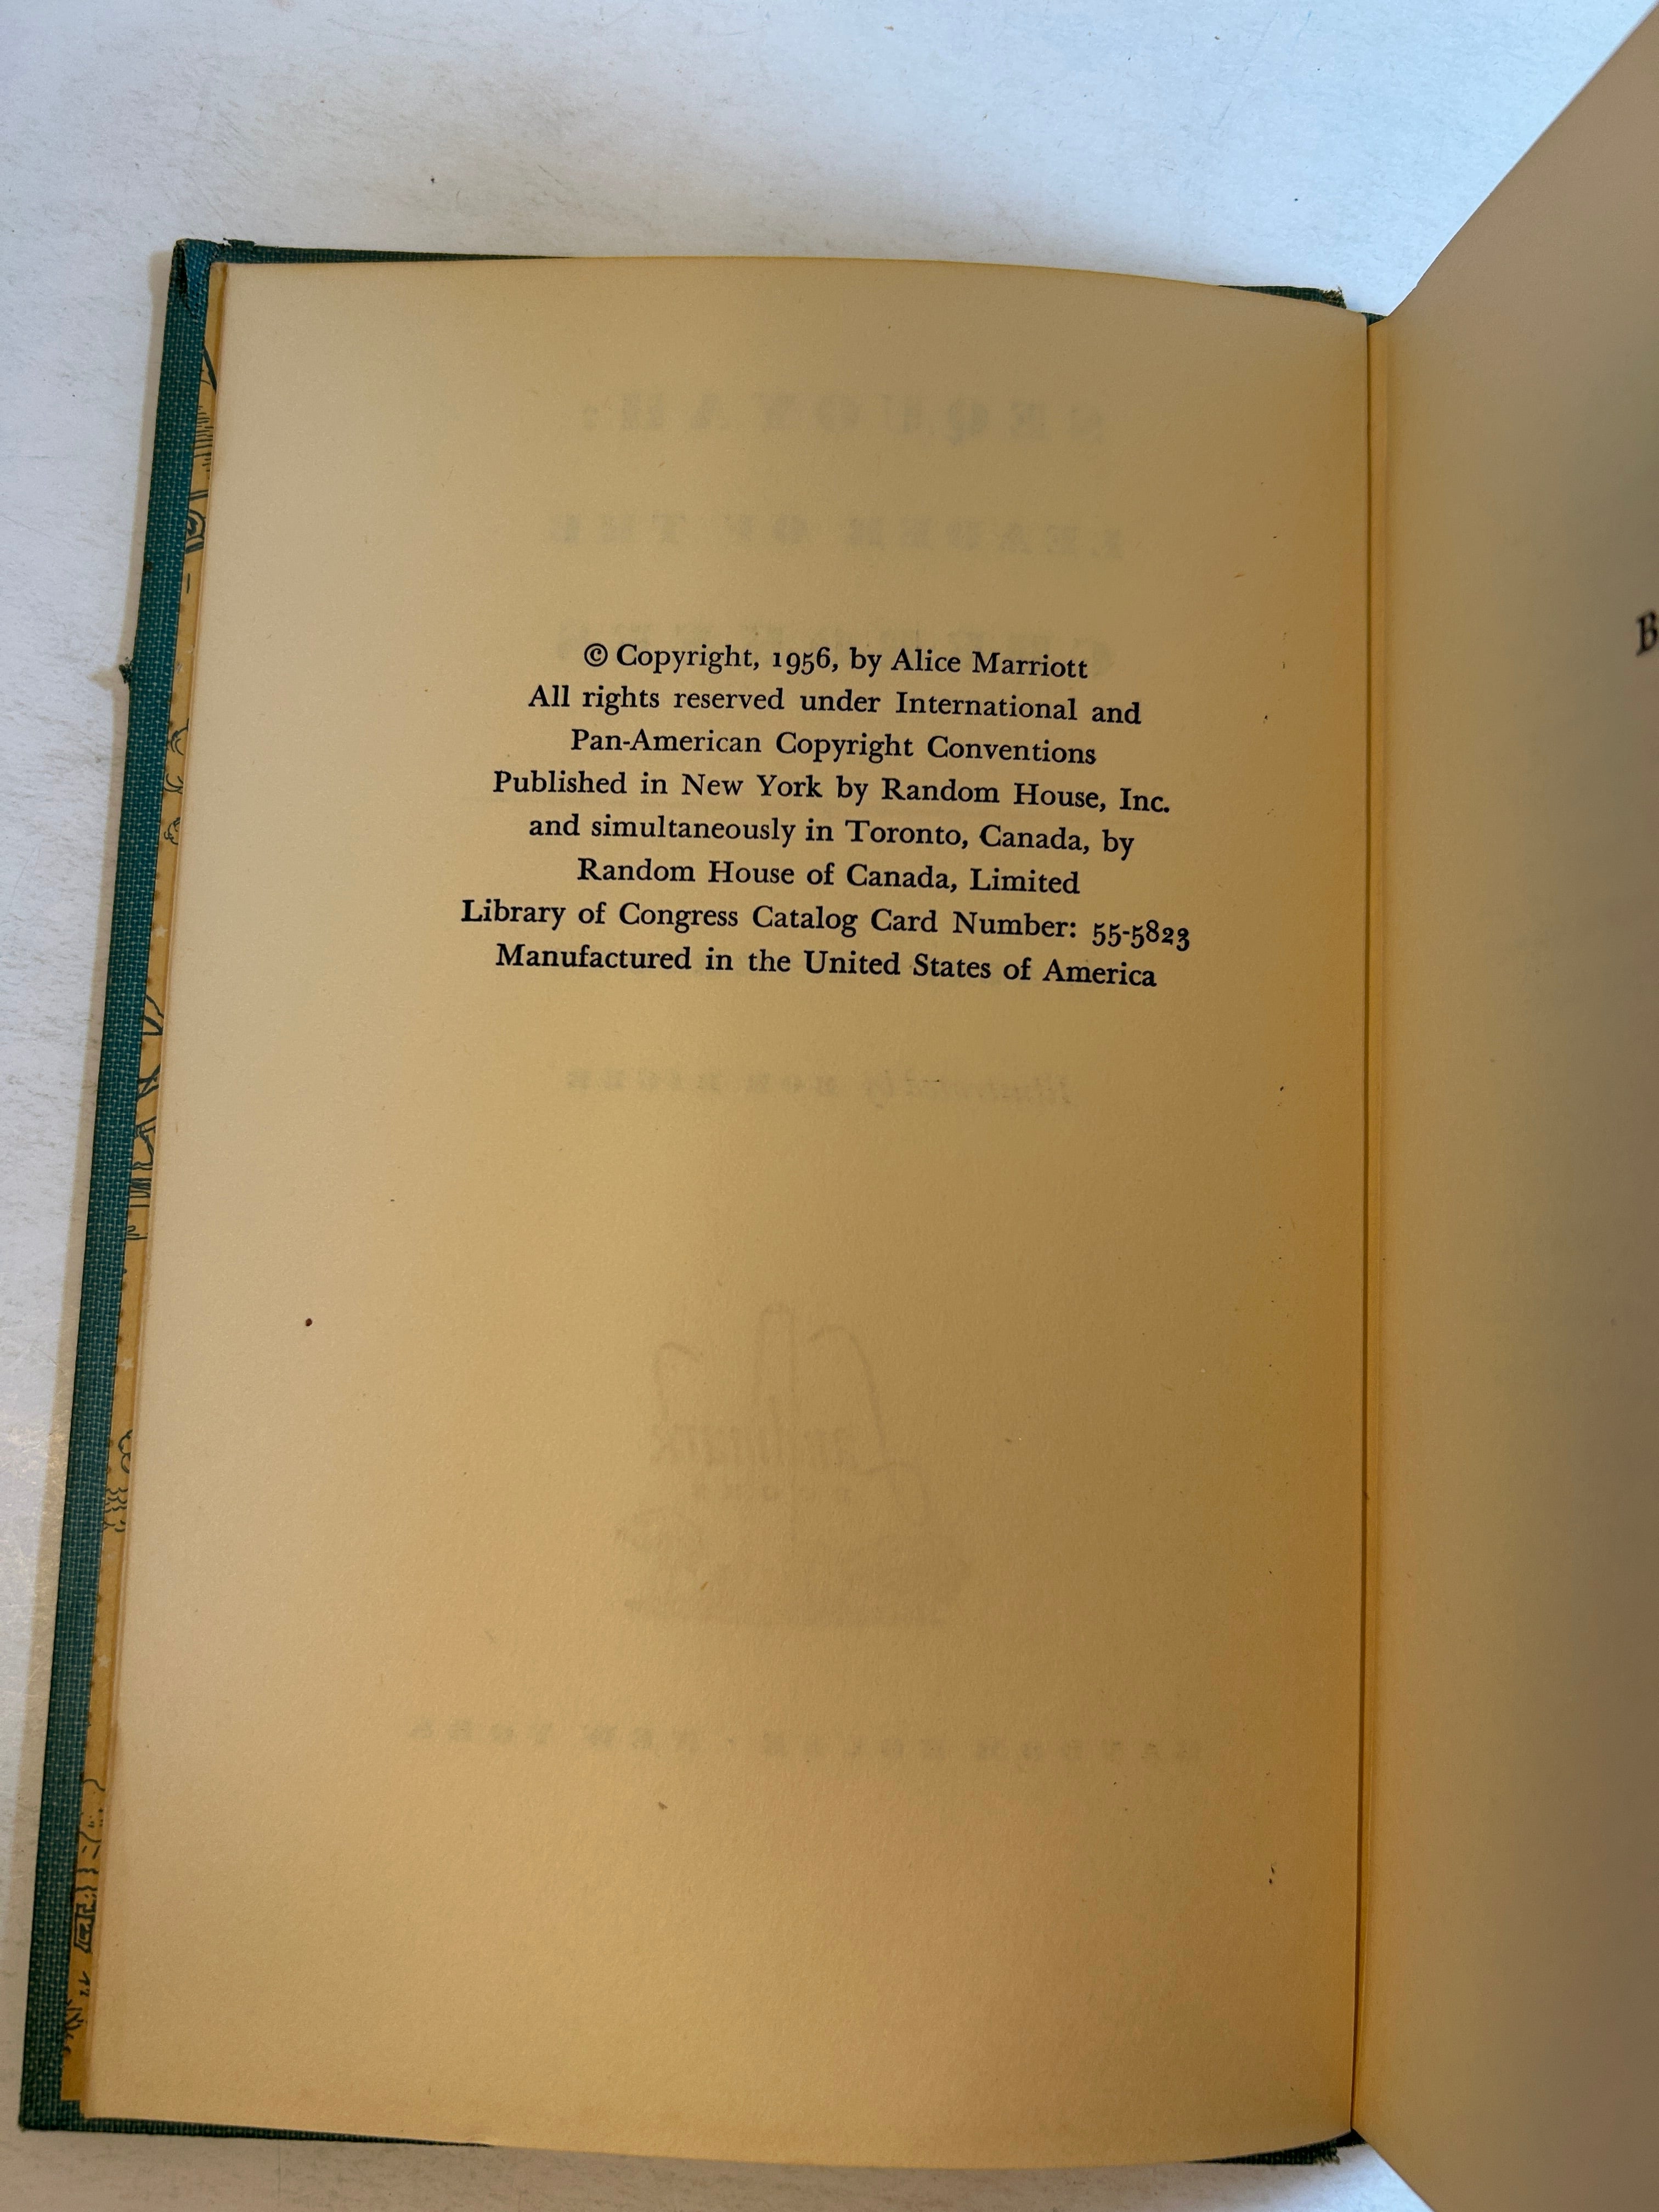 © Copyright, 1956, by Alice Marriott
All rights reserved under International and
Pan-American Copyright Conventions
Published in New York by Random House, Inc.
and simultaneously in Toronto, Canada, by
Random House of Canada, Limited
Library of Congress Catalog Card Number: 55-5823
Manufactured in the United States of America
B